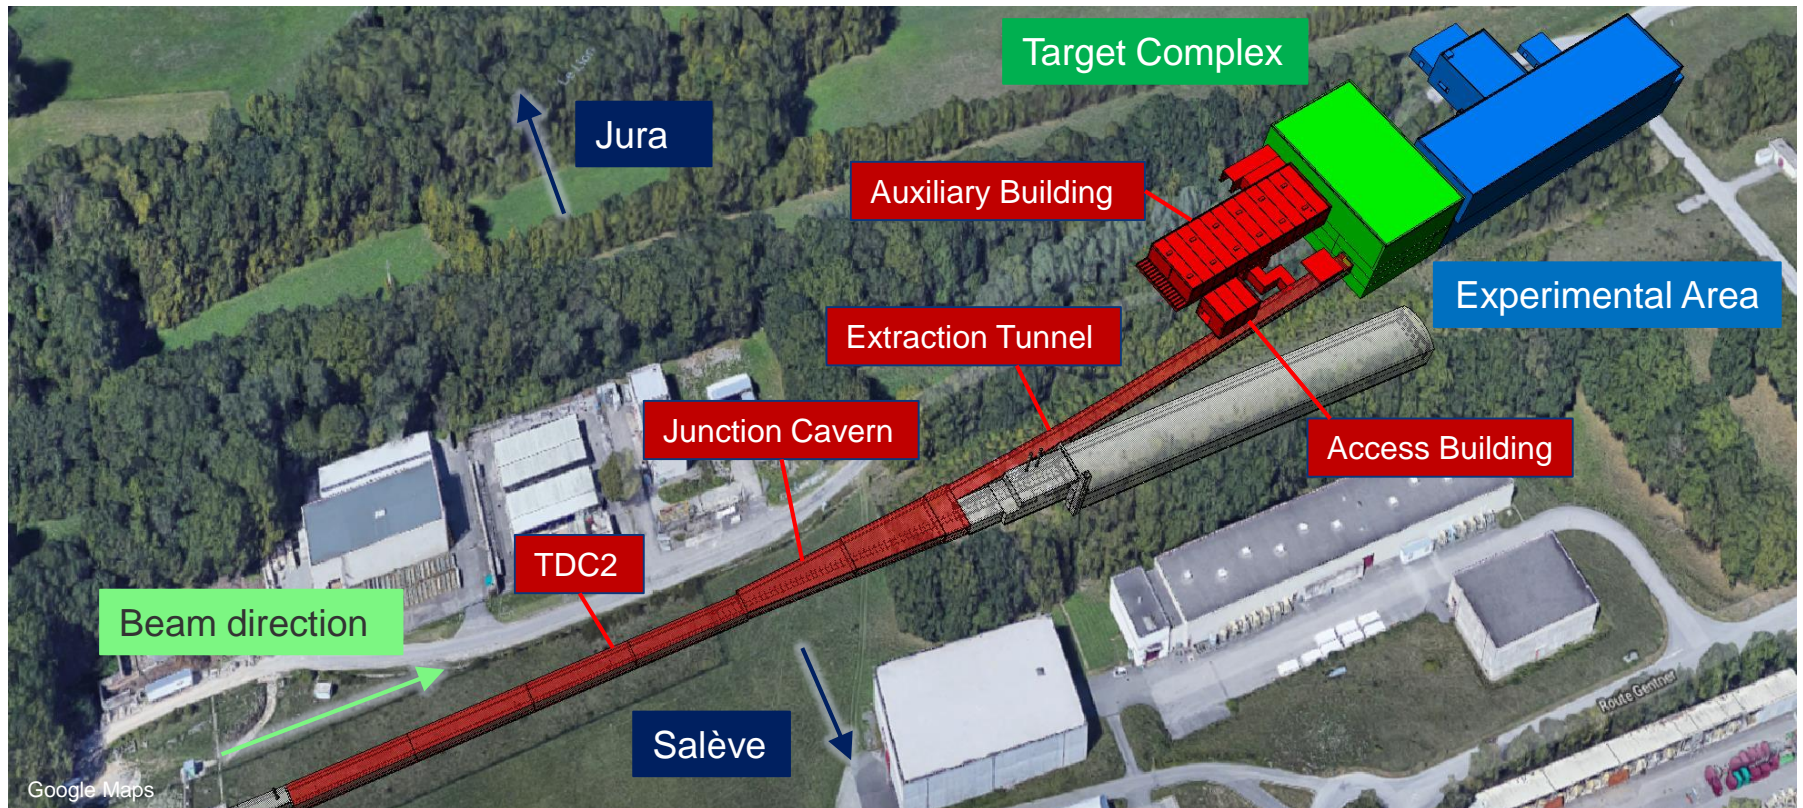 Target Complex
Jura
Auxiliary Building
Experimental Area
Extraction Tunnel
Junction Cavern
Access Building
TDC2
Beam direction
Salève
Route Gentner
Google Maps